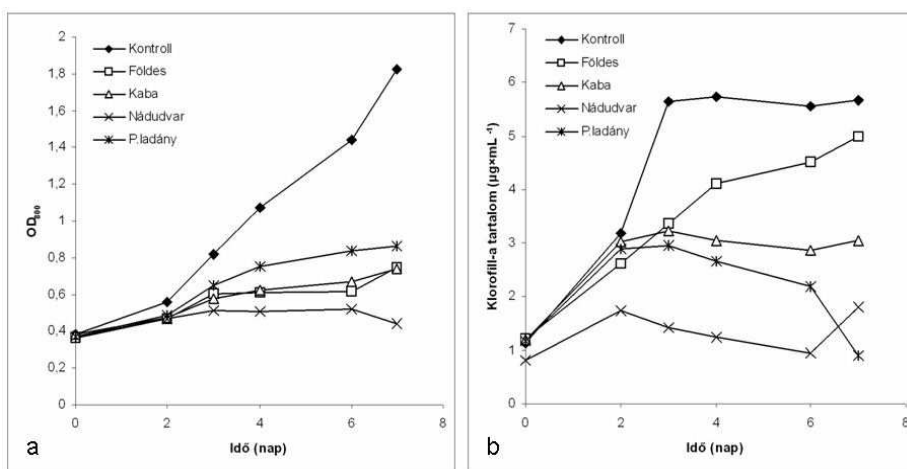 2
1,8
1,6
1,4
1,2
1
0,8
0,6
0,4
0,2
0
0 2 4 6 8
OD800
Idő (nap)
Kontroll
Földes
Kaba
Nádudvar
P.ladány
a
8
7
6
5
4
3
2
1
0
0 2 4 6 8
Klorofill-a tartalom (µg×mL⁻¹)
Idő (nap)
Kontroll
Földes
Kaba
Nádudvar
P.ladány
b